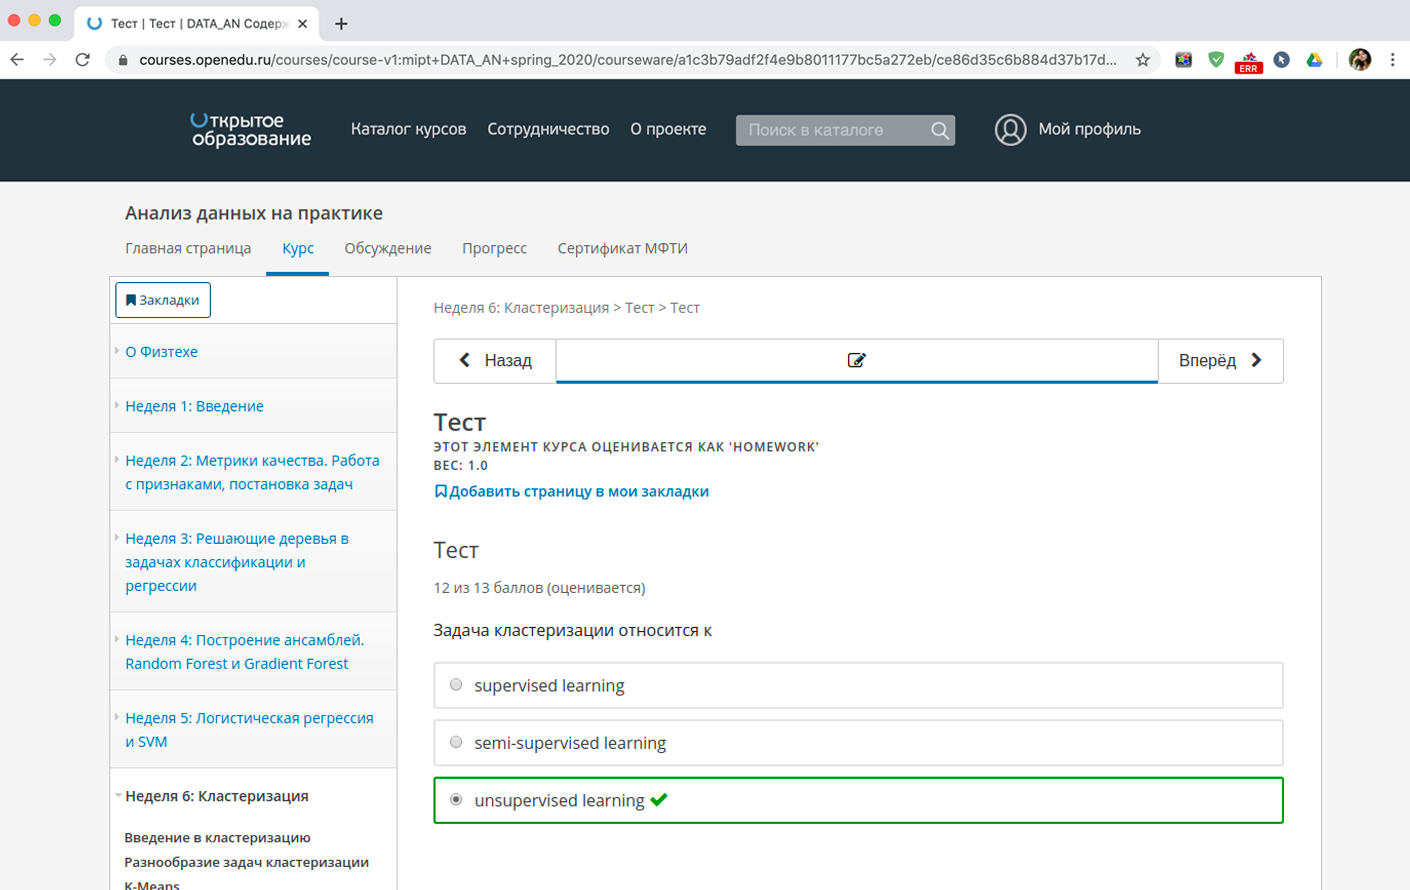 Тест | Тест | DATA_AN Содерж
courses.openedu.ru/courses/course-v1:mipt+DATA_AN+spring_2020/courseware/a1c3b79adf2f4e9b8011177bc5a272eb/ce86d35c6b884d37b17d...
ERR
Открытое образование
Каталог курсов
Сотрудничество
О проекте
Поиск в каталоге
Мой профиль
Анализ данных на практике
Главная страница
Курс
Обсуждение
Прогресс
Сертификат МФТИ
Закладки
О Физтехе
Неделя 1: Введение
Неделя 2: Метрики качества. Работа
с признаками, постановка задач
Неделя 3: Решающие деревья в
задачах классификации и
регрессии
Неделя 4: Построение ансамблей.
Random Forest и Gradient Forest
Неделя 5: Логистическая регрессия
и SVM
Неделя 6: Кластеризация
Введение в кластеризацию
Разнообразие задач кластеризации
K-Means
Неделя 6: Кластеризация > Тест > Тест
Назад
Вперёд
Тест
ЭТОТ ЭЛЕМЕНТ КУРСА ОЦЕНИВАЕТСЯ КАК 'HOMEWORK'
ВЕС: 1.0
Добавить страницу в мои закладки
Тест
12 из 13 баллов (оценивается)
Задача кластеризации относится к
supervised learning
semi-supervised learning
unsupervised learning